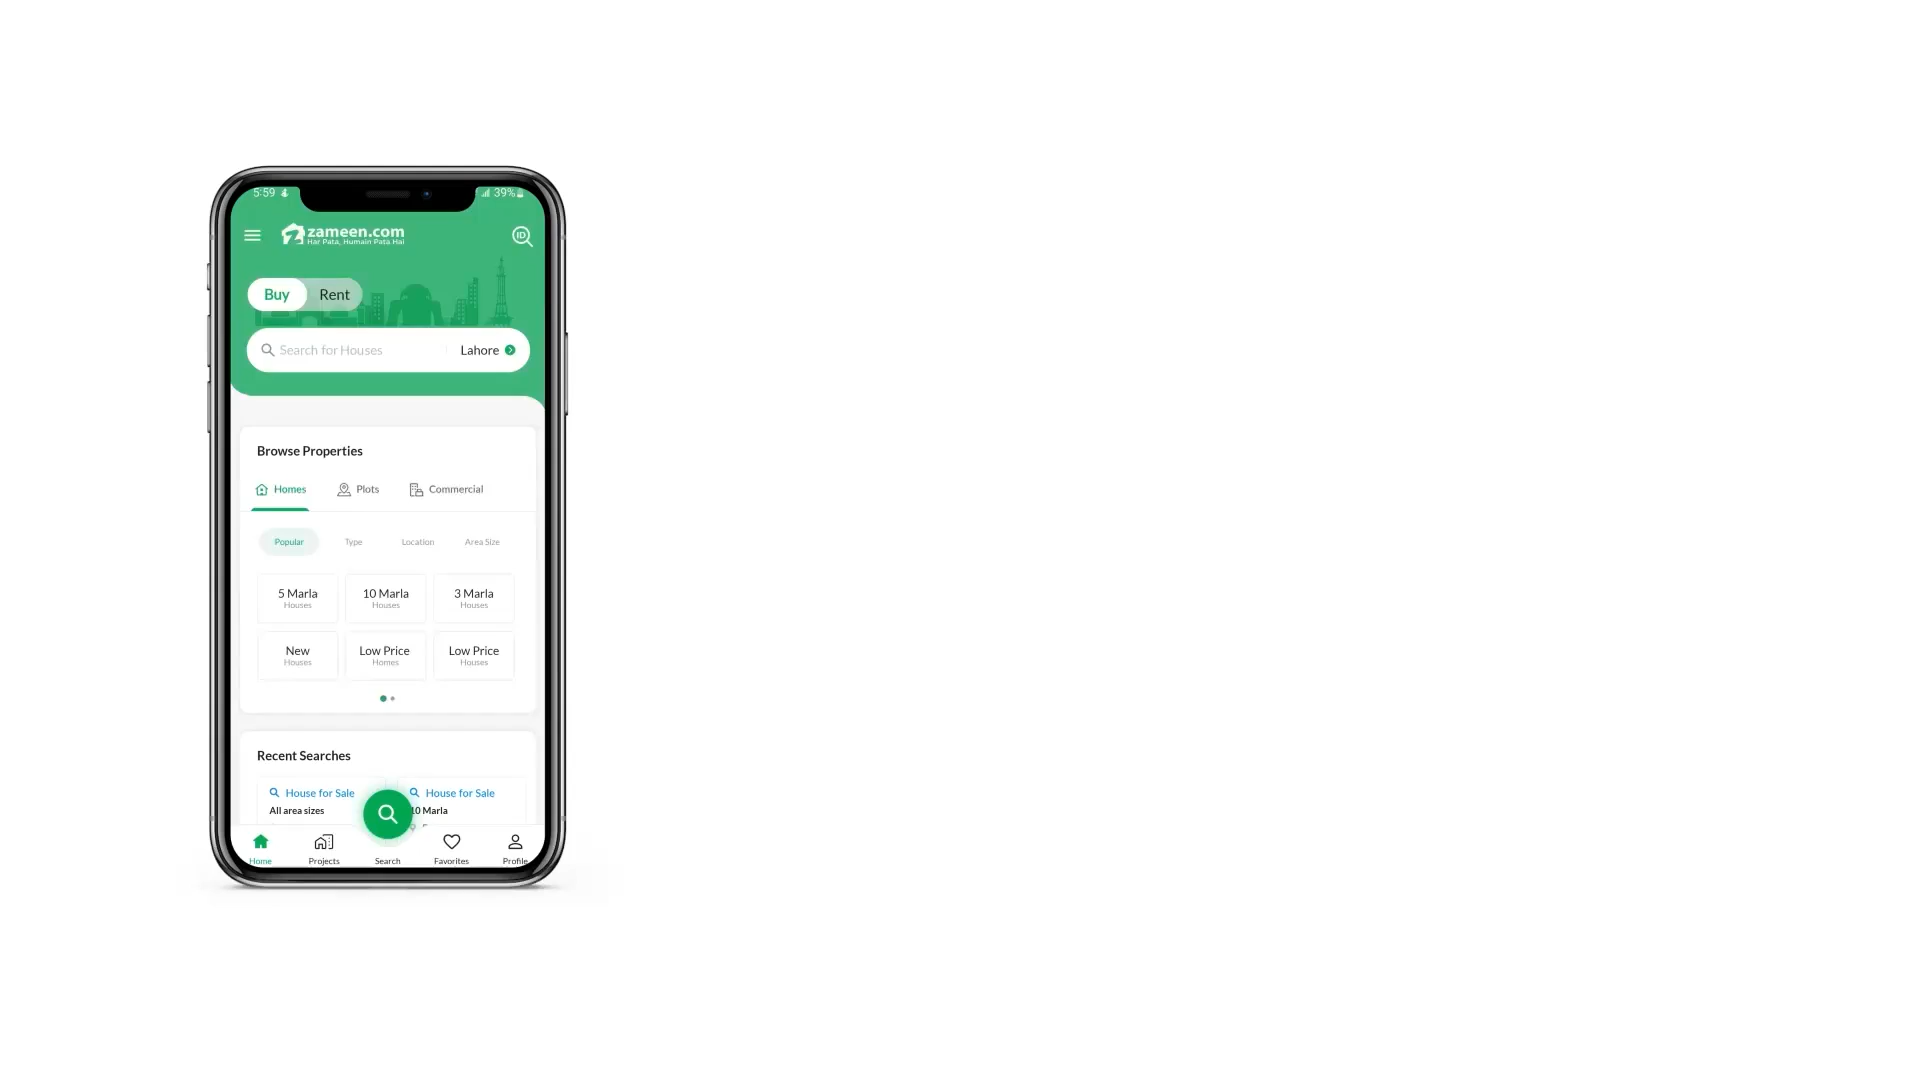 5:59
39%
zameen.com
Har Pata, Humain Pata Hai
ID
Buy
Rent
Search for Houses
Lahore
Browse Properties
Homes
Plots
Commercial
Popular
Type
Location
Area Size
5 Marla
Houses
10 Marla
Houses
3 Marla
Houses
New
Houses
Low Price
Homes
Low Price
Houses
Recent Searches
House for Sale
All area sizes
House for Sale
10 Marla
Home
Projects
Search
Favorites
Profile